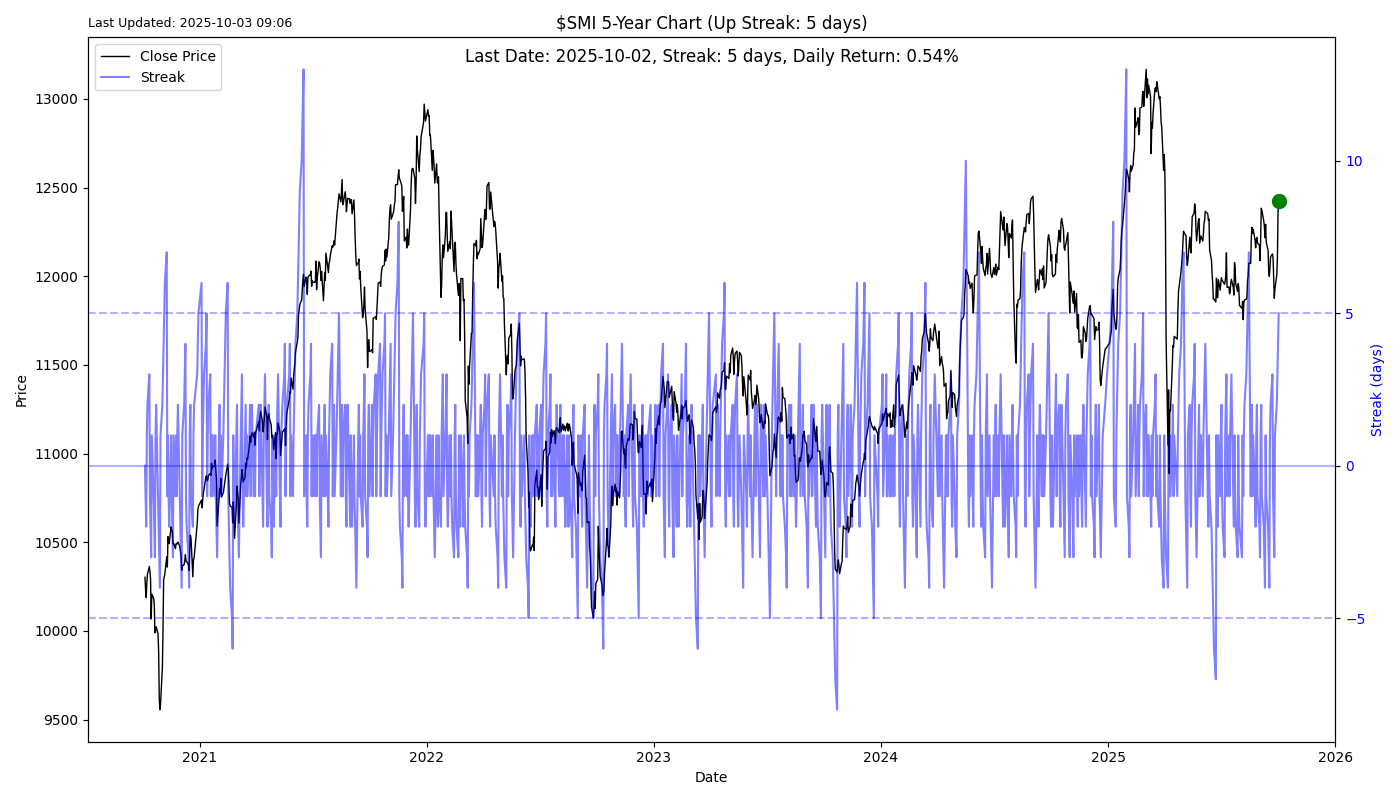 Last Updated: 2025-10-03 09:06
$SMI 5-Year Chart (Up Streak: 5 days)
Last Date: 2025-10-02, Streak: 5 days, Daily Return: 0.54%
Close Price
Streak
13000
12500
12000
11500
11000
10500
10000
9500
Price
10
5
0
−5
Streak (days)
2021
2022
2023
2024
2025
2026
Date